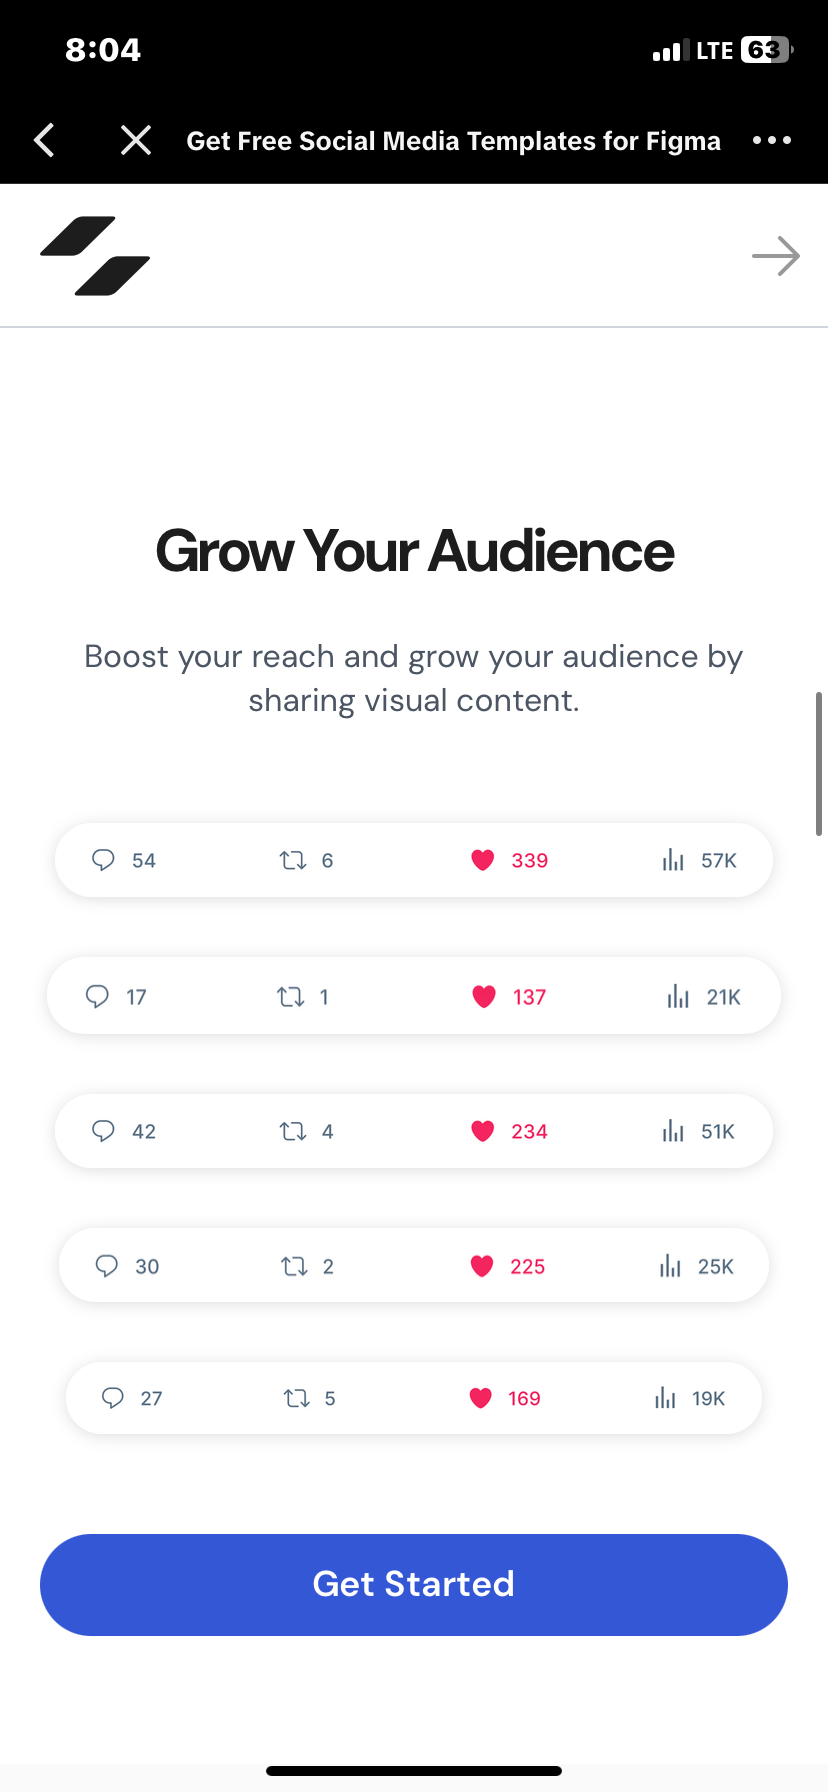 8:04 LTE 63
Get Free Social Media Templates for Figma
Grow Your Audience
Boost your reach and grow your audience by
sharing visual content.
54 6 339 57K
17 1 137 21K
42 4 234 51K
30 2 225 25K
27 5 169 19K
Get Started